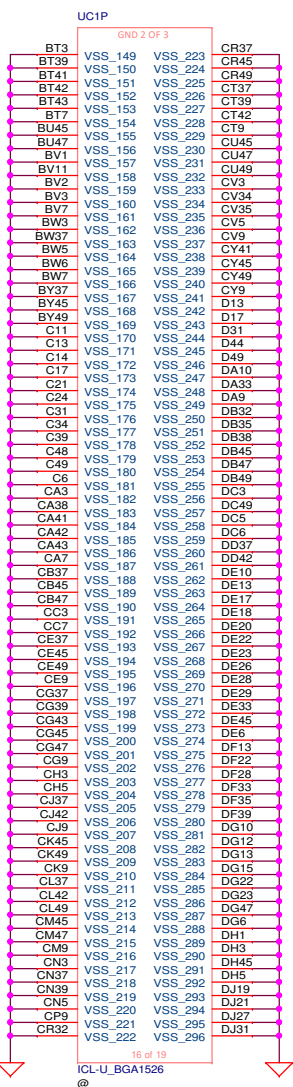 UC1P
GND 2 OF 3
BT3 VSS_149 VSS_223 CR37
BT39 VSS_150 VSS_224 CR45
BT41 VSS_151 VSS_225 CR49
BT42 VSS_152 VSS_226 CT37
BT43 VSS_153 VSS_227 CT39
BT7 VSS_154 VSS_228 CT42
BU45 VSS_155 VSS_229 CT9
BU47 VSS_156 VSS_230 CU45
BV1 VSS_157 VSS_231 CU47
BV11 VSS_158 VSS_232 CU49
BV2 VSS_159 VSS_233 CV3
BV3 VSS_160 VSS_234 CV34
BV7 VSS_161 VSS_235 CV35
BW3 VSS_162 VSS_236 CV5
BW37 VSS_163 VSS_237 CV9
BW5 VSS_164 VSS_238 CY41
BW6 VSS_165 VSS_239 CY45
BW7 VSS_166 VSS_240 CY49
BY37 VSS_167 VSS_241 CY9
BY45 VSS_168 VSS_242 D13
BY49 VSS_169 VSS_243 D17
C11 VSS_170 VSS_244 D31
C13 VSS_171 VSS_245 D44
C14 VSS_172 VSS_246 D49
C17 VSS_173 VSS_247 DA10
C21 VSS_174 VSS_248 DA33
C24 VSS_175 VSS_249 DA9
C31 VSS_176 VSS_250 DB32
C34 VSS_177 VSS_251 DB35
C39 VSS_178 VSS_252 DB38
C48 VSS_179 VSS_253 DB45
C49 VSS_180 VSS_254 DB47
C6 VSS_181 VSS_255 DB49
CA3 VSS_182 VSS_256 DC3
CA38 VSS_183 VSS_257 DC49
CA41 VSS_184 VSS_258 DC5
CA42 VSS_185 VSS_259 DC6
CA43 VSS_186 VSS_260 DD37
CA7 VSS_187 VSS_261 DD42
CB37 VSS_188 VSS_262 DE10
CB45 VSS_189 VSS_263 DE13
CB47 VSS_190 VSS_264 DE17
CC3 VSS_191 VSS_265 DE18
CC7 VSS_192 VSS_266 DE20
CE37 VSS_193 VSS_267 DE22
CE45 VSS_194 VSS_268 DE23
CE49 VSS_195 VSS_269 DE26
CE9 VSS_196 VSS_270 DE28
CG37 VSS_197 VSS_271 DE29
CG39 VSS_198 VSS_272 DE33
CG43 VSS_199 VSS_273 DE45
CG45 VSS_200 VSS_274 DE6
CG47 VSS_201 VSS_275 DF13
CG9 VSS_202 VSS_276 DF22
CH3 VSS_203 VSS_277 DF28
CH5 VSS_204 VSS_278 DF33
CJ37 VSS_205 VSS_279 DF35
CJ42 VSS_206 VSS_280 DF39
CJ9 VSS_207 VSS_281 DG10
CK45 VSS_208 VSS_282 DG12
CK49 VSS_209 VSS_283 DG13
CK9 VSS_210 VSS_284 DG15
CL37 VSS_211 VSS_285 DG22
CL42 VSS_212 VSS_286 DG23
CL49 VSS_213 VSS_287 DG47
CM45 VSS_214 VSS_288 DG6
CM47 VSS_215 VSS_289 DH1
CM9 VSS_216 VSS_290 DH3
CN3 VSS_217 VSS_291 DH45
CN37 VSS_218 VSS_292 DH5
CN39 VSS_219 VSS_293 DJ19
CN5 VSS_220 VSS_294 DJ21
CP9 VSS_221 VSS_295 DJ27
CR32 VSS_222 VSS_296 DJ31
16 of 19
ICL-U_BGA1526
@